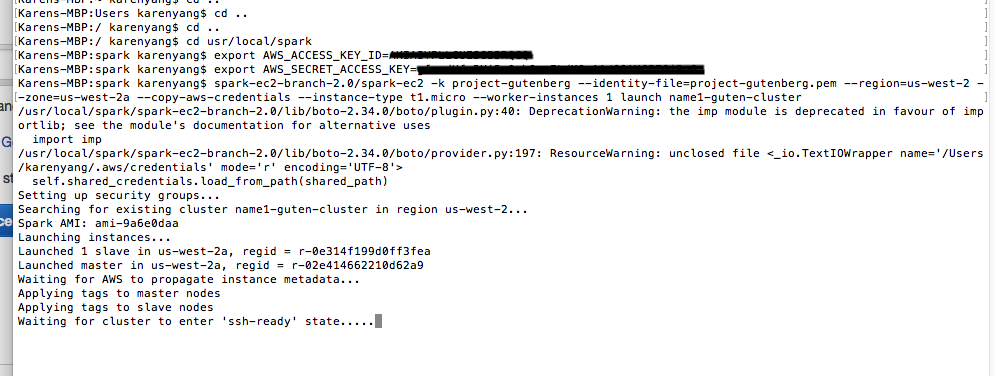 Karens-MBP:~ karenyang$ cd ..
[Karens-MBP:Users karenyang$ cd .. ]
[Karens-MBP:/ karenyang$ cd .. ]
[Karens-MBP:/ karenyang$ cd usr/local/spark ]
[Karens-MBP:spark karenyang$ export AWS_ACCESS_KEY_ID= ]
[Karens-MBP:spark karenyang$ export AWS_SECRET_ACCESS_KEY= ]
Karens-MBP:spark karenyang$ spark-ec2-branch-2.0/spark-ec2 -k project-gutenberg --identity-file=project-gutenberg.pem --region=us-west-2 -
[-zone=us-west-2a --copy-aws-credentials --instance-type t1.micro --worker-instances 1 launch name1-guten-cluster ]
/usr/local/spark/spark-ec2-branch-2.0/lib/boto-2.34.0/boto/plugin.py:40: DeprecationWarning: the imp module is deprecated in favour of imp
ortlib; see the module's documentation for alternative uses
import imp
/usr/local/spark/spark-ec2-branch-2.0/lib/boto-2.34.0/boto/provider.py:197: ResourceWarning: unclosed file <_io.TextIOWrapper name='/Users
/karenyang/.aws/credentials' mode='r' encoding='UTF-8'>
self.shared_credentials.load_from_path(shared_path)
Setting up security groups...
Searching for existing cluster name1-guten-cluster in region us-west-2...
Spark AMI: ami-9a6e0daa
Launching instances...
Launched 1 slave in us-west-2a, regid = r-0e314f199d0ff3fea
Launched master in us-west-2a, regid = r-02e414662210d62a9
Waiting for AWS to propagate instance metadata...
Applying tags to master nodes
Applying tags to slave nodes
Waiting for cluster to enter 'ssh-ready' state.....